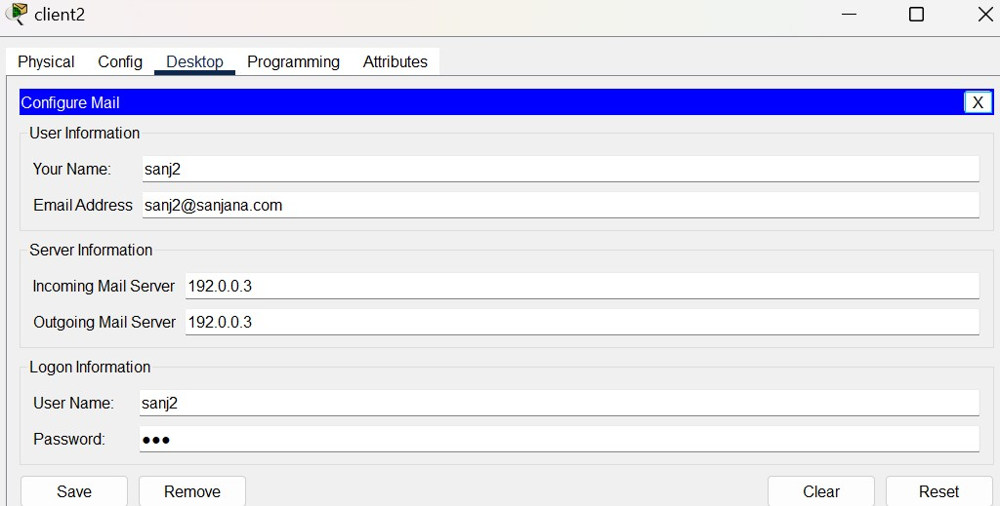 client2
Physical Config Desktop Programming Attributes
Configure Mail X
User Information
Your Name: sanj2
Email Address sanj2@sanjana.com
Server Information
Incoming Mail Server 192.0.0.3
Outgoing Mail Server 192.0.0.3
Logon Information
User Name: sanj2
Password: ●●●
Save Remove Clear Reset